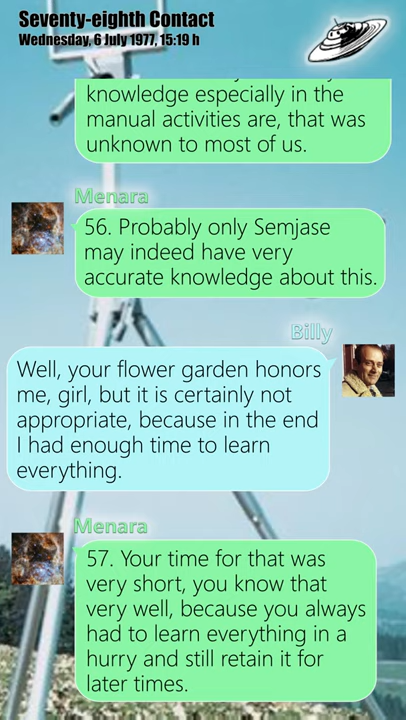 Seventy-eighth Contact
Wednesday, 6 July 1977, 15:19 h
knowledge especially in the
manual activities are, that was
unknown to most of us.
Menara
56. Probably only Semjase
may indeed have very
accurate knowledge about this.
Billy
Well, your flower garden honors
me, girl, but it is certainly not
appropriate, because in the end
I had enough time to learn
everything.
Menara
57. Your time for that was
very short, you know that
very well, because you always
had to learn everything in a
hurry and still retain it for
later times.